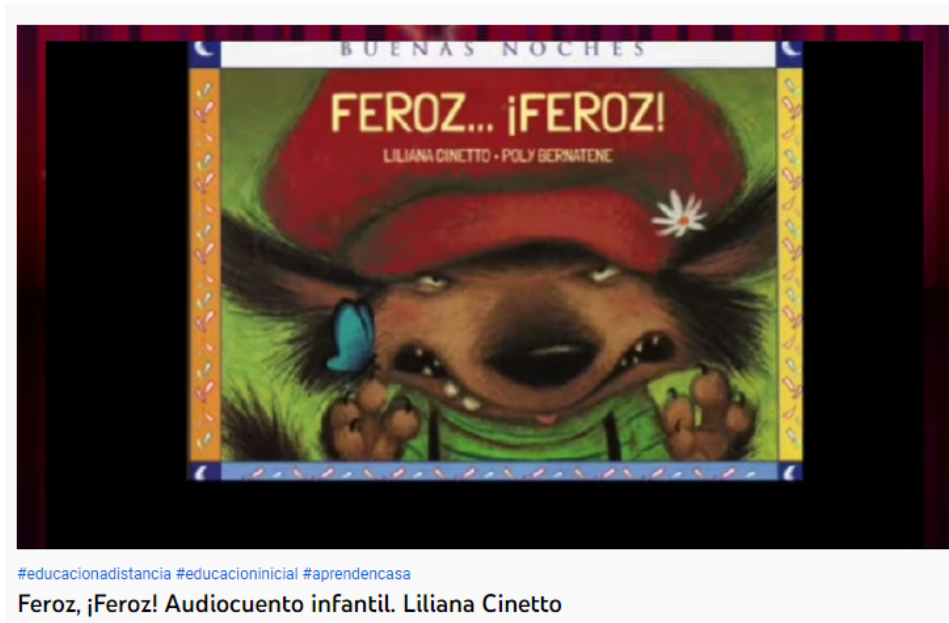 BUENAS NOCHES
FEROZ... ¡FEROZ!
LILIANA CINETTO • POLY BERNATENE
#educacionadistancia #educacioninicial #aprendencasa
Feroz, ¡Feroz! Audiocuento infantil. Liliana Cinetto